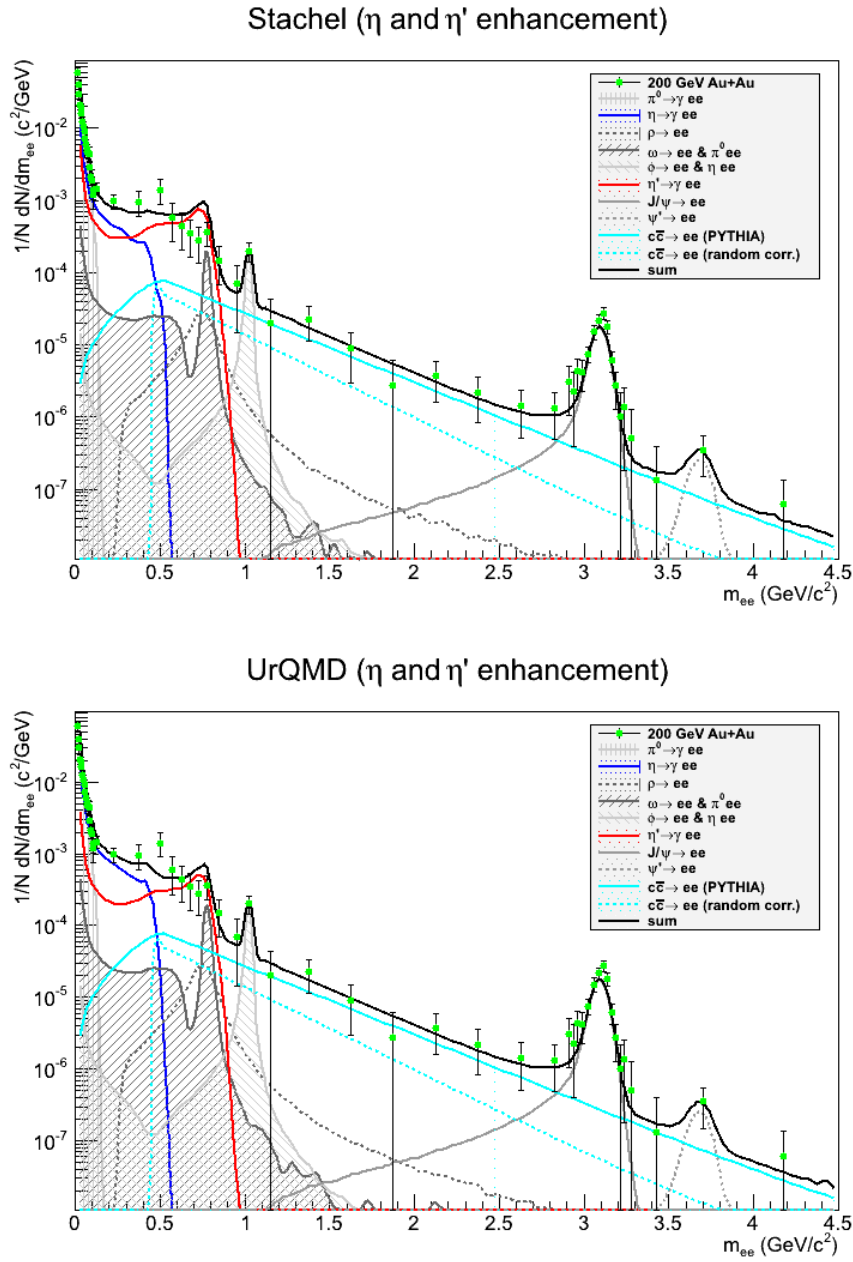 Stachel (η and η' enhancement)
1/N dN/dm_ee (c²/GeV)
10⁻²
10⁻³
10⁻⁴
10⁻⁵
10⁻⁶
10⁻⁷
200 GeV Au+Au
π⁰→γ ee
η→γ ee
ρ→ ee
ω→ ee & π⁰ee
ϕ→ ee & η ee
η'→γ ee
J/ψ→ ee
ψ'→ ee
cc̅→ ee (PYTHIA)
cc̅→ ee (random corr.)
sum
0 0.5 1 1.5 2 2.5 3 3.5 4 4.5
m_ee (GeV/c²)
UrQMD (η and η' enhancement)
1/N dN/dm_ee (c²/GeV)
10⁻²
10⁻³
10⁻⁴
10⁻⁵
10⁻⁶
10⁻⁷
200 GeV Au+Au
π⁰→γ ee
η→γ ee
ρ→ ee
ω→ ee & π⁰ee
ϕ→ ee & η ee
η'→γ ee
J/ψ→ ee
ψ'→ ee
cc̅→ ee (PYTHIA)
cc̅→ ee (random corr.)
sum
0 0.5 1 1.5 2 2.5 3 3.5 4 4.5
m_ee (GeV/c²)